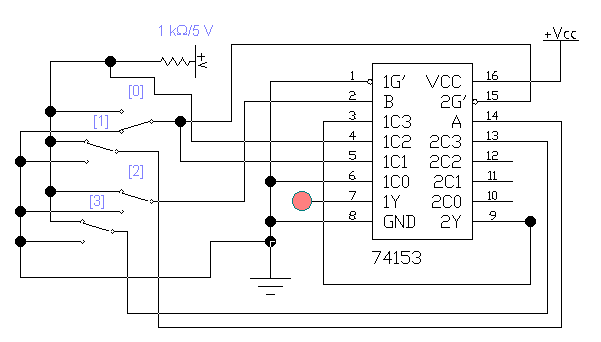 1 kΩ/5 V
+V
+Vcc
[0]
[1]
[2]
[3]
1 1G' VCC 16
2 B 2G' 15
3 1C3 A 14
4 1C2 2C3 13
5 1C1 2C2 12
6 1C0 2C1 11
7 1Y 2C0 10
8 GND 2Y 9
74153